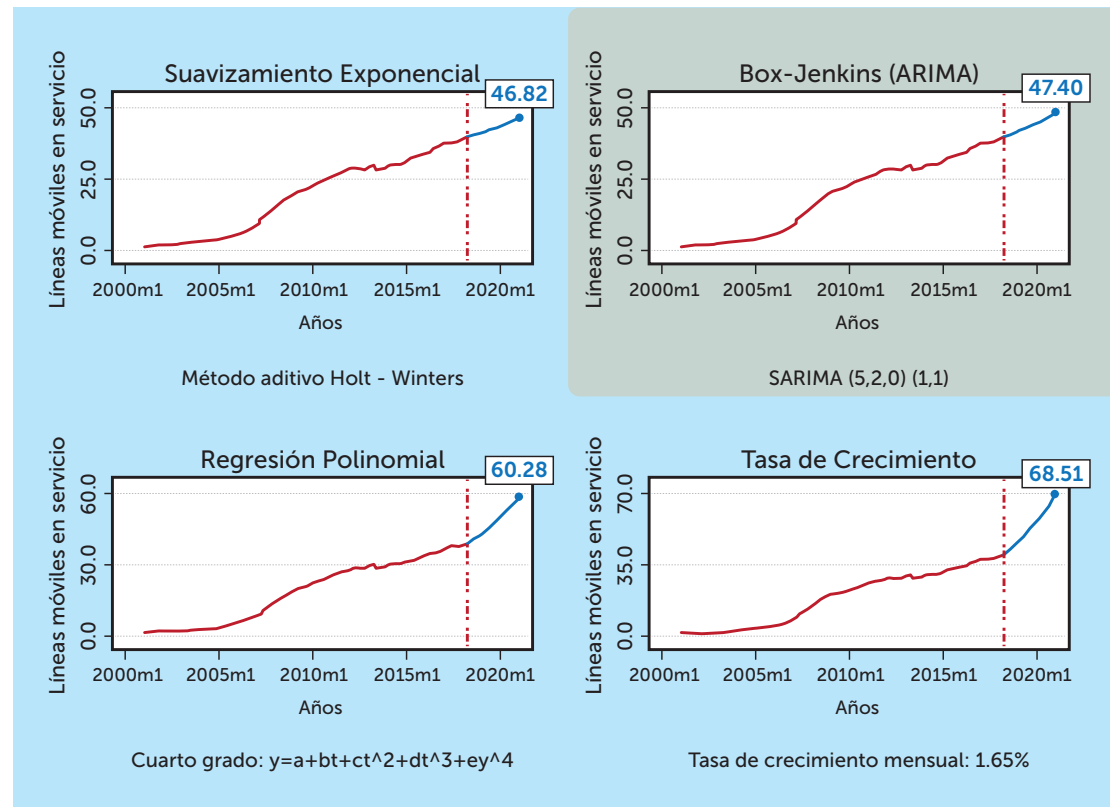 Suavizamiento Exponencial
46.82
Líneas móviles en servicio
50.0
25.0
0.0
2000m1 2005m1 2010m1 2015m1 2020m1
Años
Método aditivo Holt - Winters
Box-Jenkins (ARIMA)
47.40
Líneas móviles en servicio
50.0
25.0
0.0
2000m1 2005m1 2010m1 2015m1 2020m1
Años
SARIMA (5,2,0) (1,1)
Regresión Polinomial
60.28
Líneas móviles en servicio
60.0
30.0
0.0
2000m1 2005m1 2010m1 2015m1 2020m1
Años
Cuarto grado: y=a+bt+ct^2+dt^3+ey^4
Tasa de Crecimiento
68.51
Líneas móviles en servicio
70.0
35.0
0.0
2000m1 2005m1 2010m1 2015m1 2020m1
Años
Tasa de crecimiento mensual: 1.65%